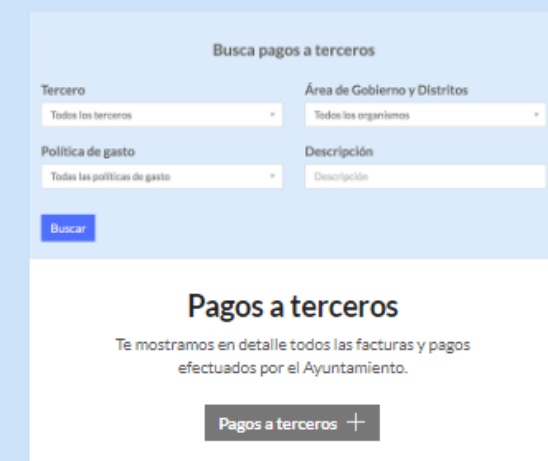 Busca pagos a terceros
Tercero
Todos los terceros
Área de Gobierno y Distritos
Todos los organismos
Política de gasto
Todas las políticas de gasto
Descripción
Descripción
Buscar
Pagos a terceros
Te mostramos en detalle todos las facturas y pagos
efectuados por el Ayuntamiento.
Pagos a terceros +